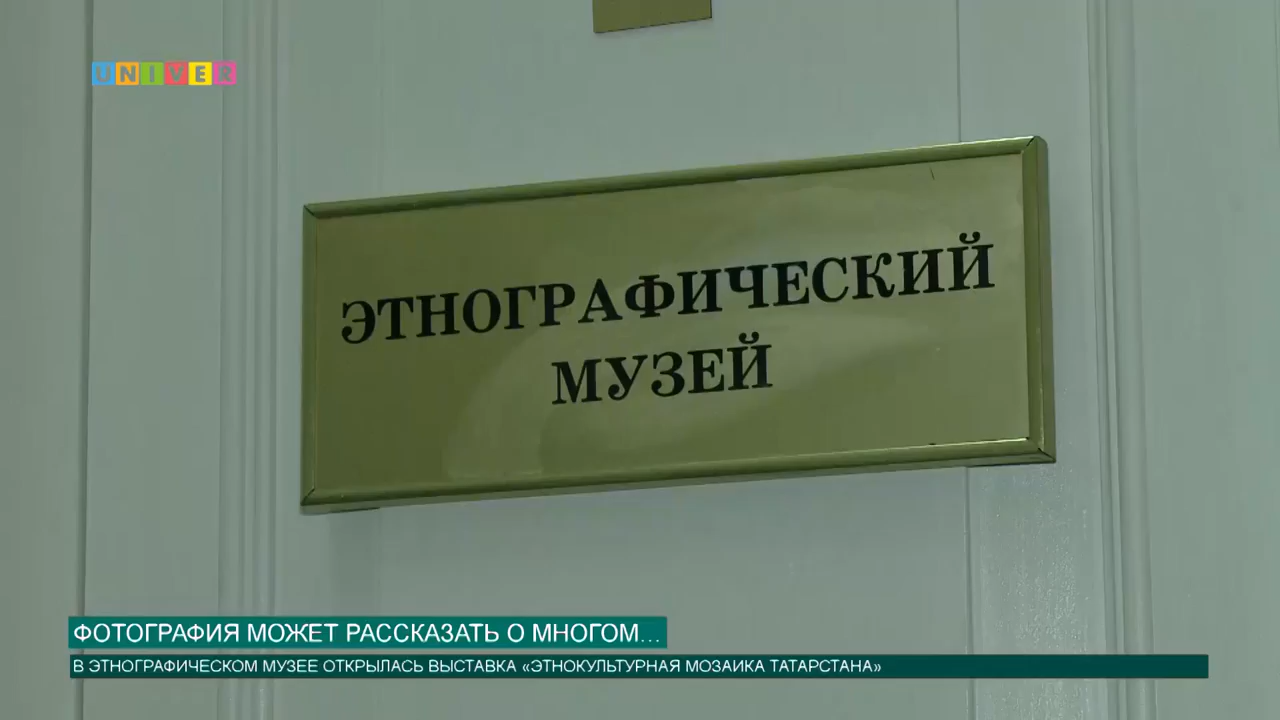 UNIVER
ЭТНОГРАФИЧЕСКИЙ
МУЗЕЙ
ФОТОГРАФИЯ МОЖЕТ РАССКАЗАТЬ О МНОГОМ...
В ЭТНОГРАФИЧЕСКОМ МУЗЕЕ ОТКРЫЛАСЬ ВЫСТАВКА «ЭТНОКУЛЬТУРНАЯ МОЗАИКА ТАТАРСТАНА»